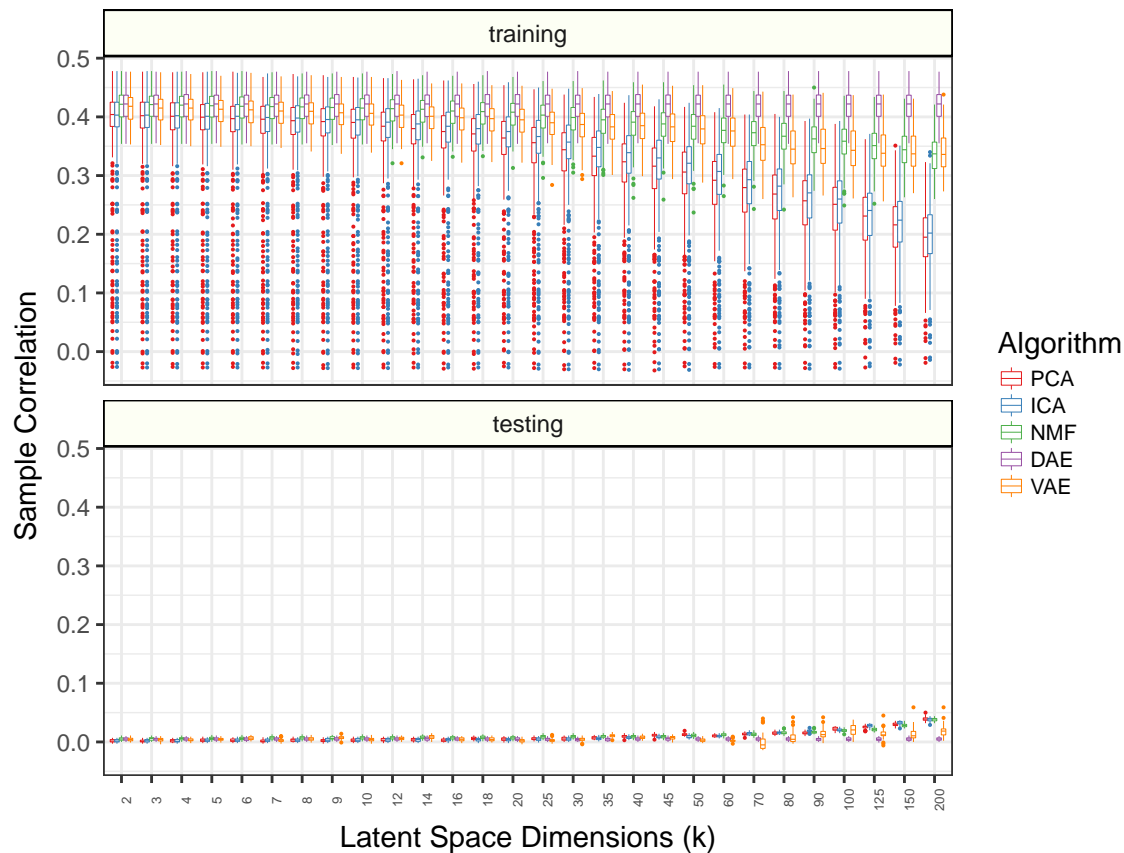 training
0.5
0.4
0.3
0.2
0.1
0.0
testing
0.5
0.4
0.3
0.2
0.1
0.0
Sample Correlation
2 3 4 5 6 7 8 9 10 12 14 16 18 20 25 30 35 40 45 50 60 70 80 90 100 125 150 200
Latent Space Dimensions (k)
Algorithm
PCA
ICA
NMF
DAE
VAE